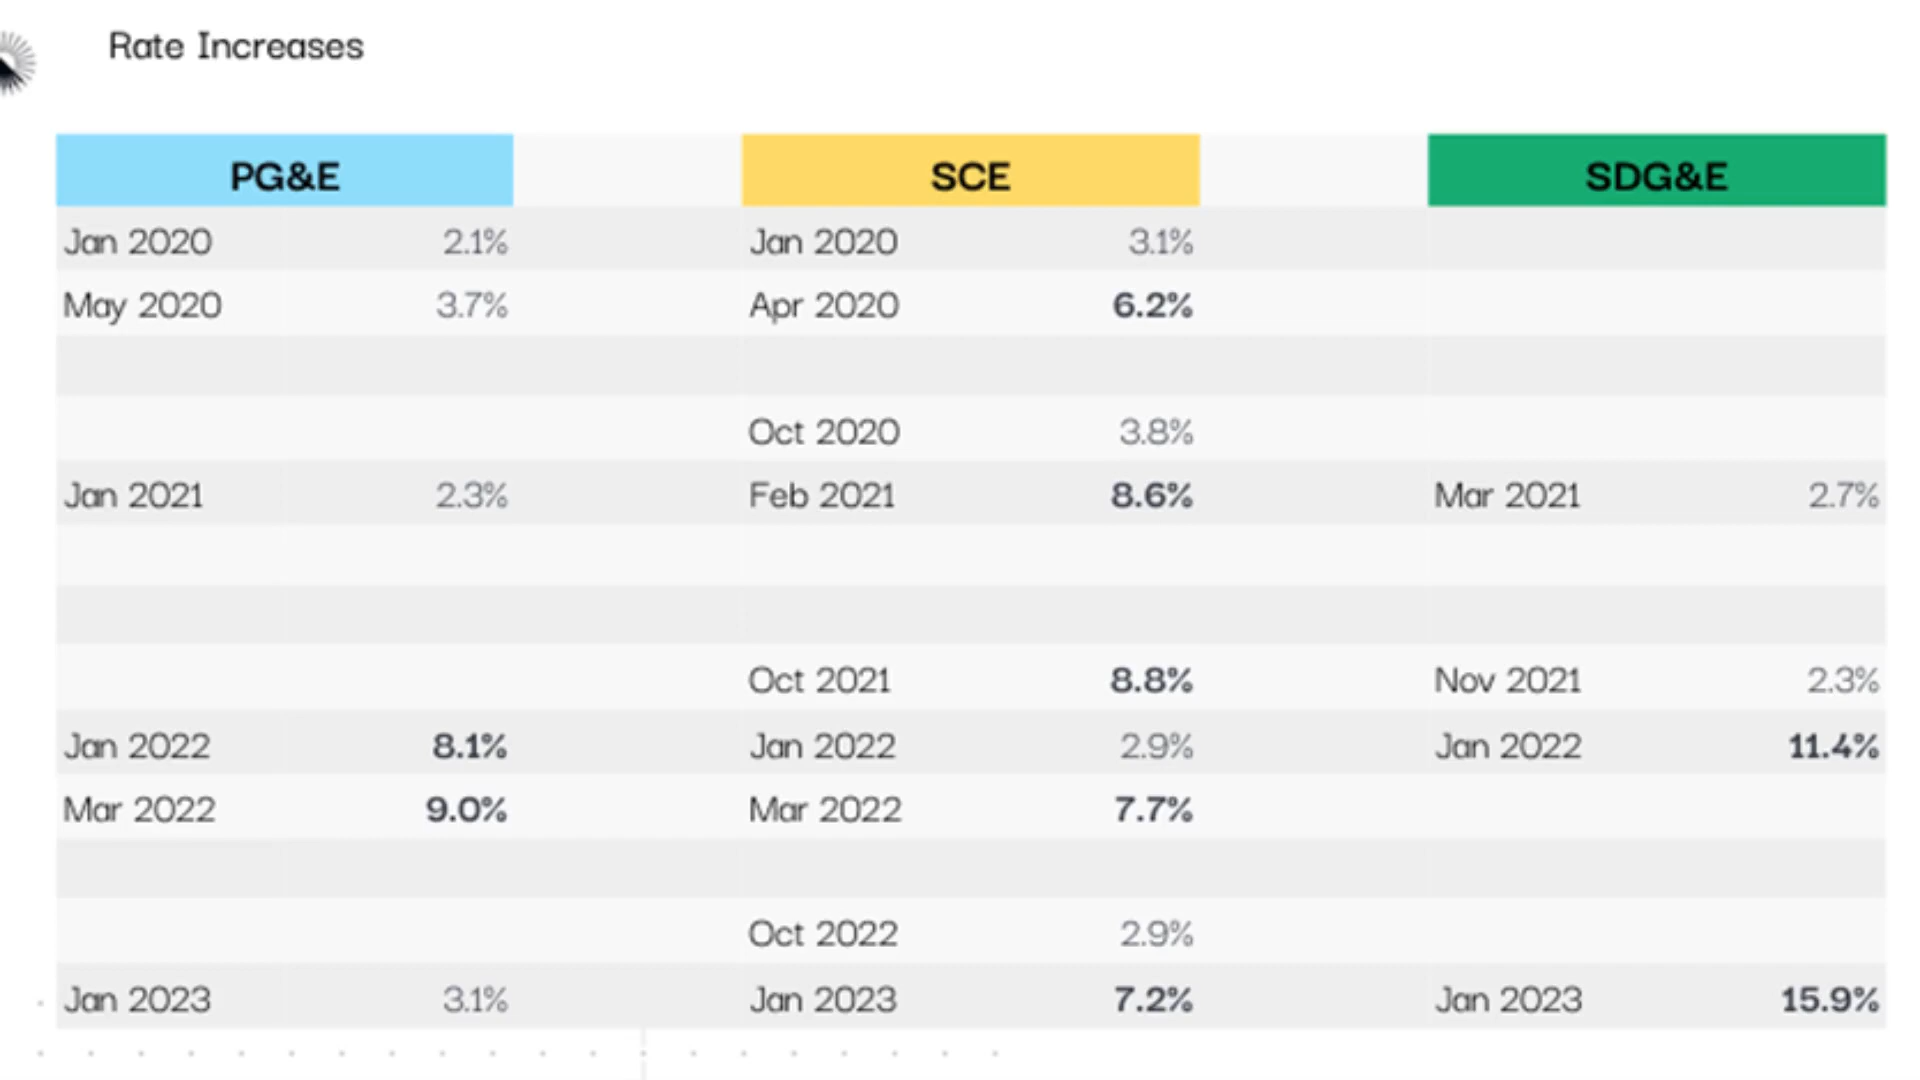 Rate Increases
PG&E SCE SDG&E
Jan 2020 2.1% Jan 2020 3.1%
May 2020 3.7% Apr 2020 6.2%
Oct 2020 3.8%
Jan 2021 2.3% Feb 2021 8.6% Mar 2021 2.7%
Oct 2021 8.8% Nov 2021 2.3%
Jan 2022 8.1% Jan 2022 2.9% Jan 2022 11.4%
Mar 2022 9.0% Mar 2022 7.7%
Oct 2022 2.9%
Jan 2023 3.1% Jan 2023 7.2% Jan 2023 15.9%